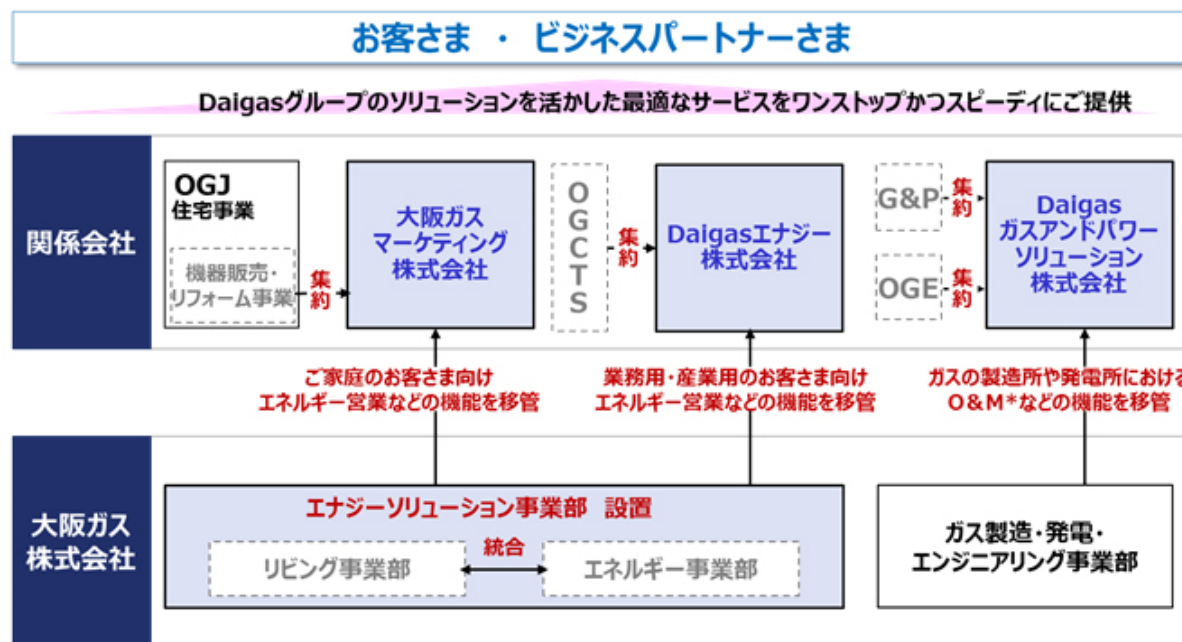 お客さま ・ ビジネスパートナーさま
Daigasグループのソリューションを活かした最適なサービスをワンストップかつスピーディにご提供
関係会社
OGJ
住宅事業
機器販売・
リフォーム事業
集約
大阪ガス
マーケティング
株式会社
OGCTS
集約
Daigasエナジー
株式会社
G&P
集約
OGE
集約
Daigas
ガスアンドパワー
ソリューション
株式会社
ご家庭のお客さま向け
エネルギー営業などの機能を移管
業務用・産業用のお客さま向け
エネルギー営業などの機能を移管
ガスの製造所や発電所における
O&M*などの機能を移管
大阪ガス
株式会社
エナジーソリューション事業部 設置
リビング事業部
統合
エネルギー事業部
ガス製造・発電・
エンジニアリング事業部